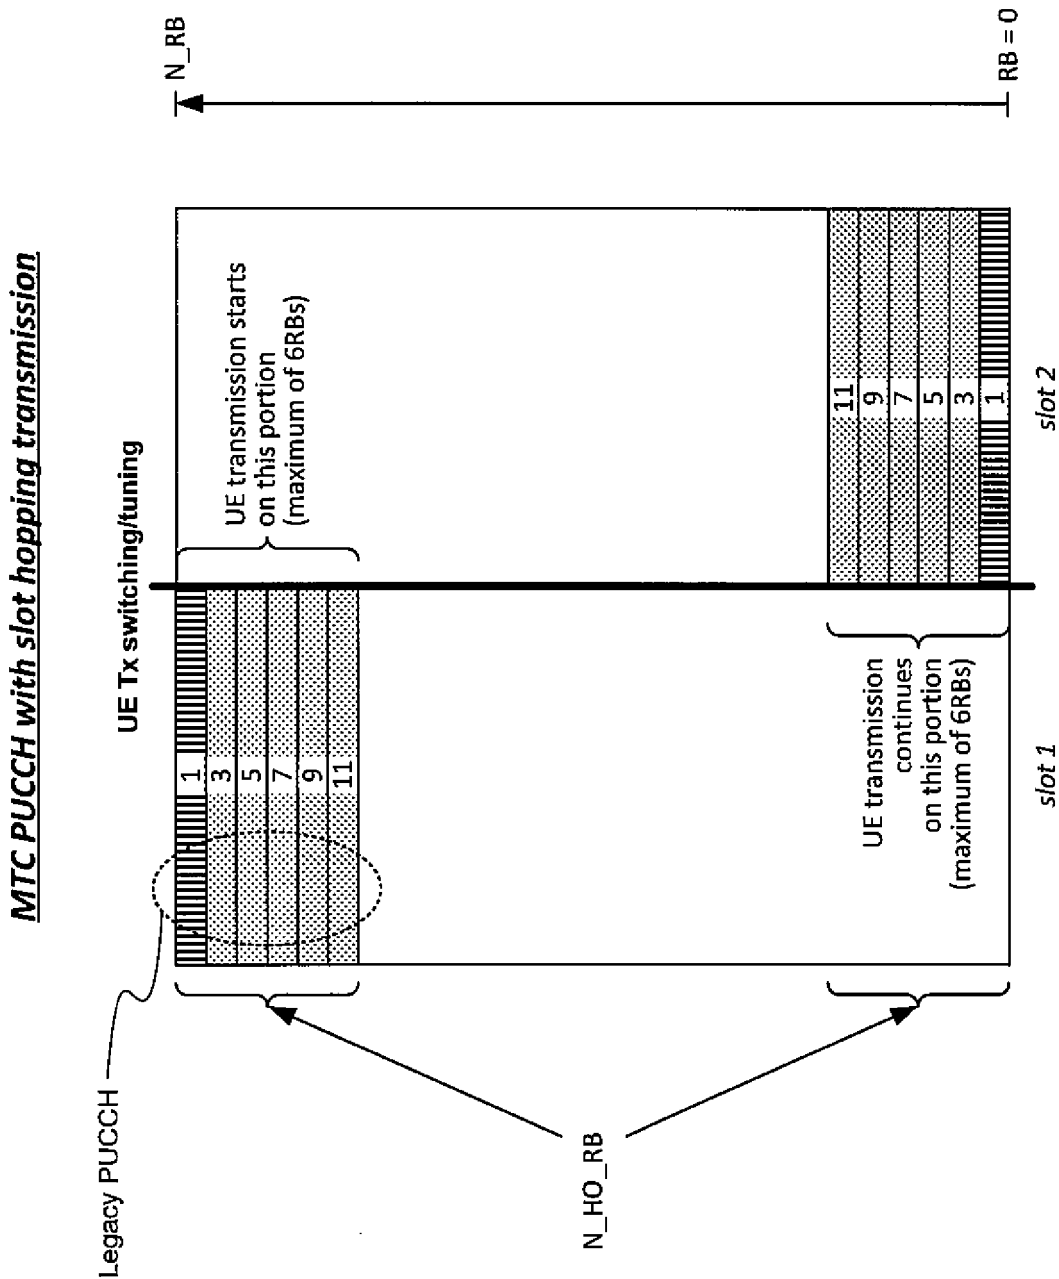 MTC PUCCH with slot hopping transmission
UE Tx switching/tuning
Legacy PUCCH
N_RB
1
3
5
7
9
11
UE transmission starts
on this portion
(maximum of 6RBs)
N_HO_RB
UE transmission
continues
on this portion
(maximum of 6RBs)
11
9
7
5
3
1
RB = 0
slot 1
slot 2